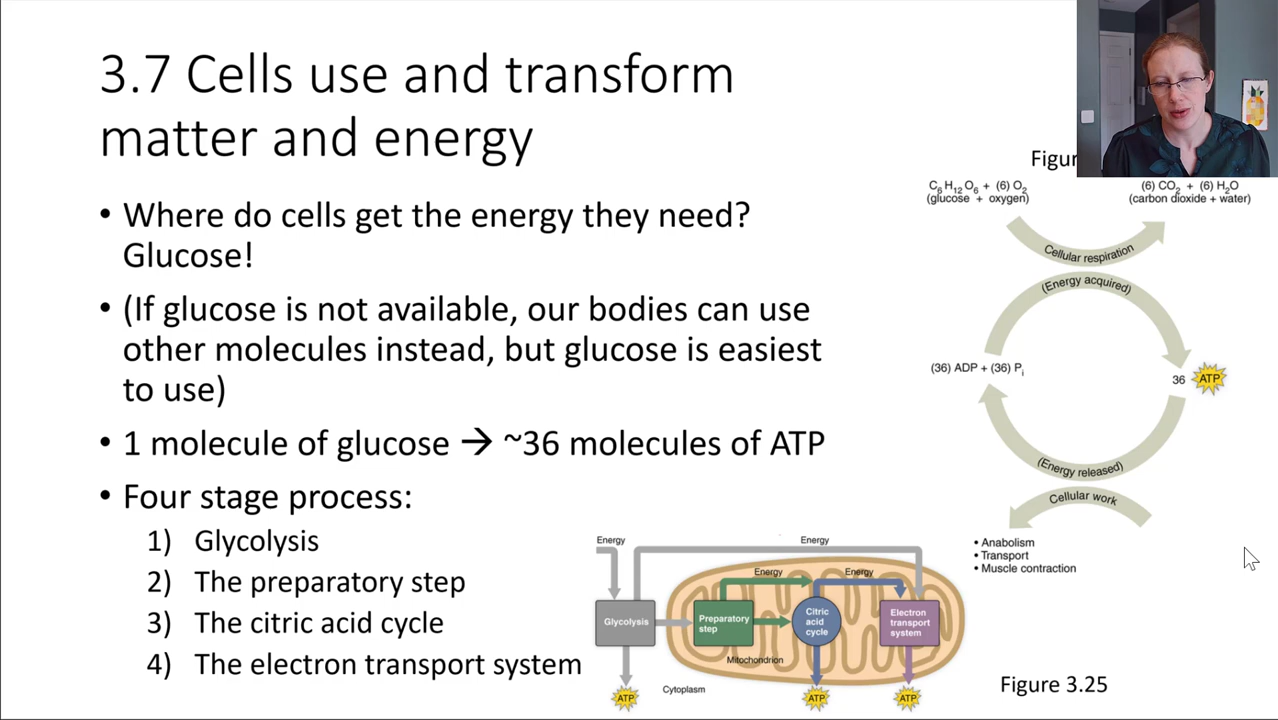 3.7 Cells use and transform
matter and energy
• Where do cells get the energy they need?
Glucose!
• (If glucose is not available, our bodies can use
other molecules instead, but glucose is easiest
to use)
• 1 molecule of glucose → ~36 molecules of ATP
• Four stage process:
1) Glycolysis
2) The preparatory step
3) The citric acid cycle
4) The electron transport system
Energy
Energy
Energy
Energy
Glycolysis
Preparatory
step
Citric
acid
cycle
Electron
transport
system
Mitochondrion
Cytoplasm
ATP
ATP
ATP
C6H12O6 + (6) O2
(glucose + oxygen)
(6) CO2 + (6) H2O
(carbon dioxide + water)
Cellular respiration
(Energy acquired)
(36) ADP + (36) Pi
36 ATP
(Energy released)
Cellular work
• Anabolism
• Transport
• Muscle contraction
Figure 3.25